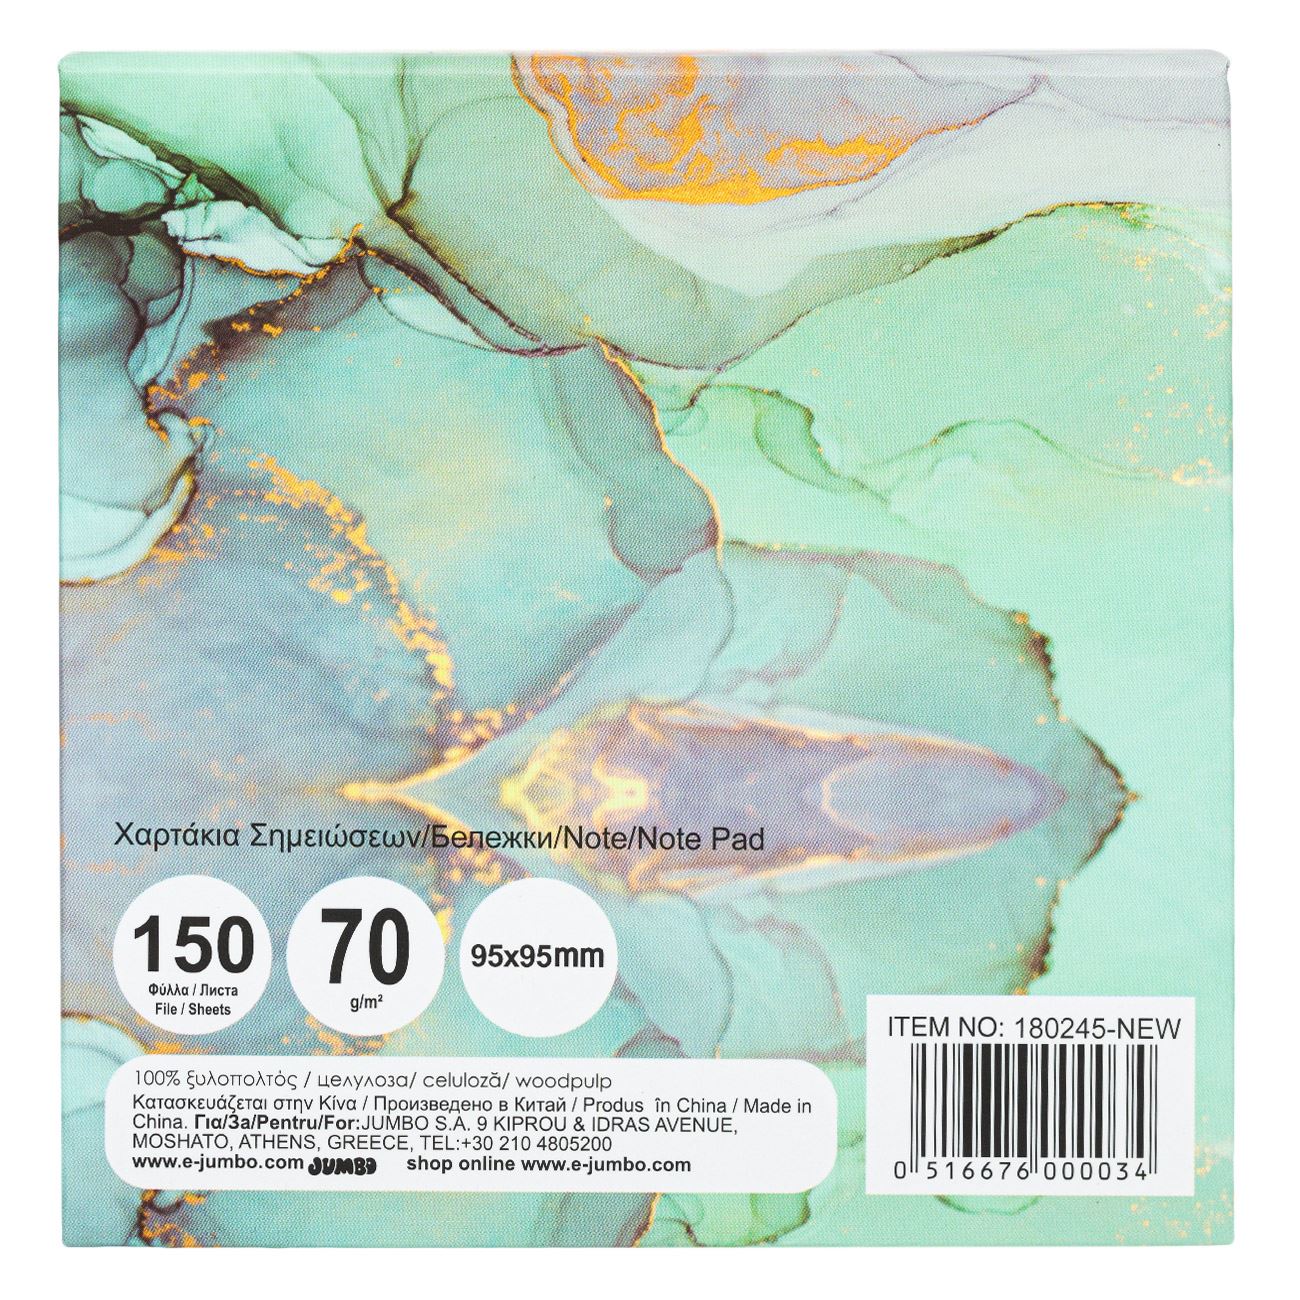 Χαρτάκια Σημειώσεων/Бележки/Note/Note Pad
150
Φύλλα / Листа
File / Sheets
70
g/m²
95x95mm
ITEM NO: 180245-NEW
0 516676 000034
100% ξυλοπολτός / целулоза/ celuloză/ woodpulp
Κατασκευάζεται στην Κίνα / Произведено в Китай / Produs în China / Made in
China. Για/За/Pentru/For:JUMBO S.A. 9 KIPROU & IDRAS AVENUE,
MOSHATO, ATHENS, GREECE, TEL:+30 210 4805200
www.e-jumbo.com JUMBO shop online www.e-jumbo.com